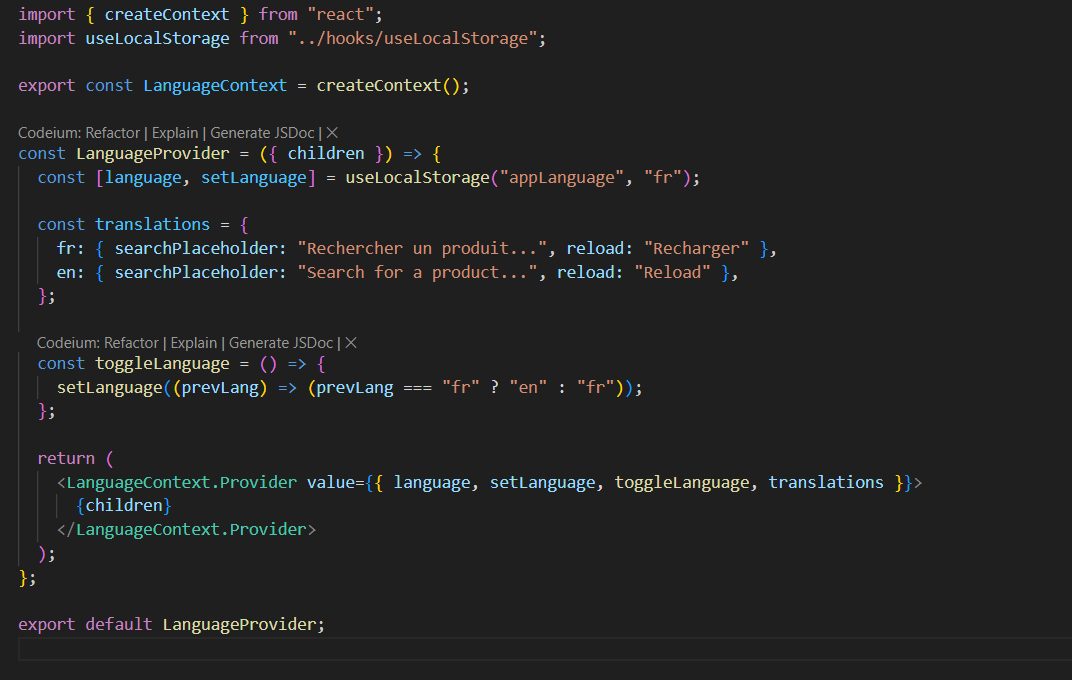 import { createContext } from "react";
import useLocalStorage from "../hooks/useLocalStorage";
export const LanguageContext = createContext();
Codeium: Refactor | Explain | Generate JSDoc | ×
const LanguageProvider = ({ children }) => {
const [language, setLanguage] = useLocalStorage("appLanguage", "fr");
const translations = {
fr: { searchPlaceholder: "Rechercher un produit...", reload: "Recharger" },
en: { searchPlaceholder: "Search for a product...", reload: "Reload" },
};
Codeium: Refactor | Explain | Generate JSDoc | ×
const toggleLanguage = () => {
setLanguage((prevLang) => (prevLang === "fr" ? "en" : "fr"));
};
return (
<LanguageContext.Provider value={{ language, setLanguage, toggleLanguage, translations }}>
{children}
</LanguageContext.Provider>
);
};
export default LanguageProvider;